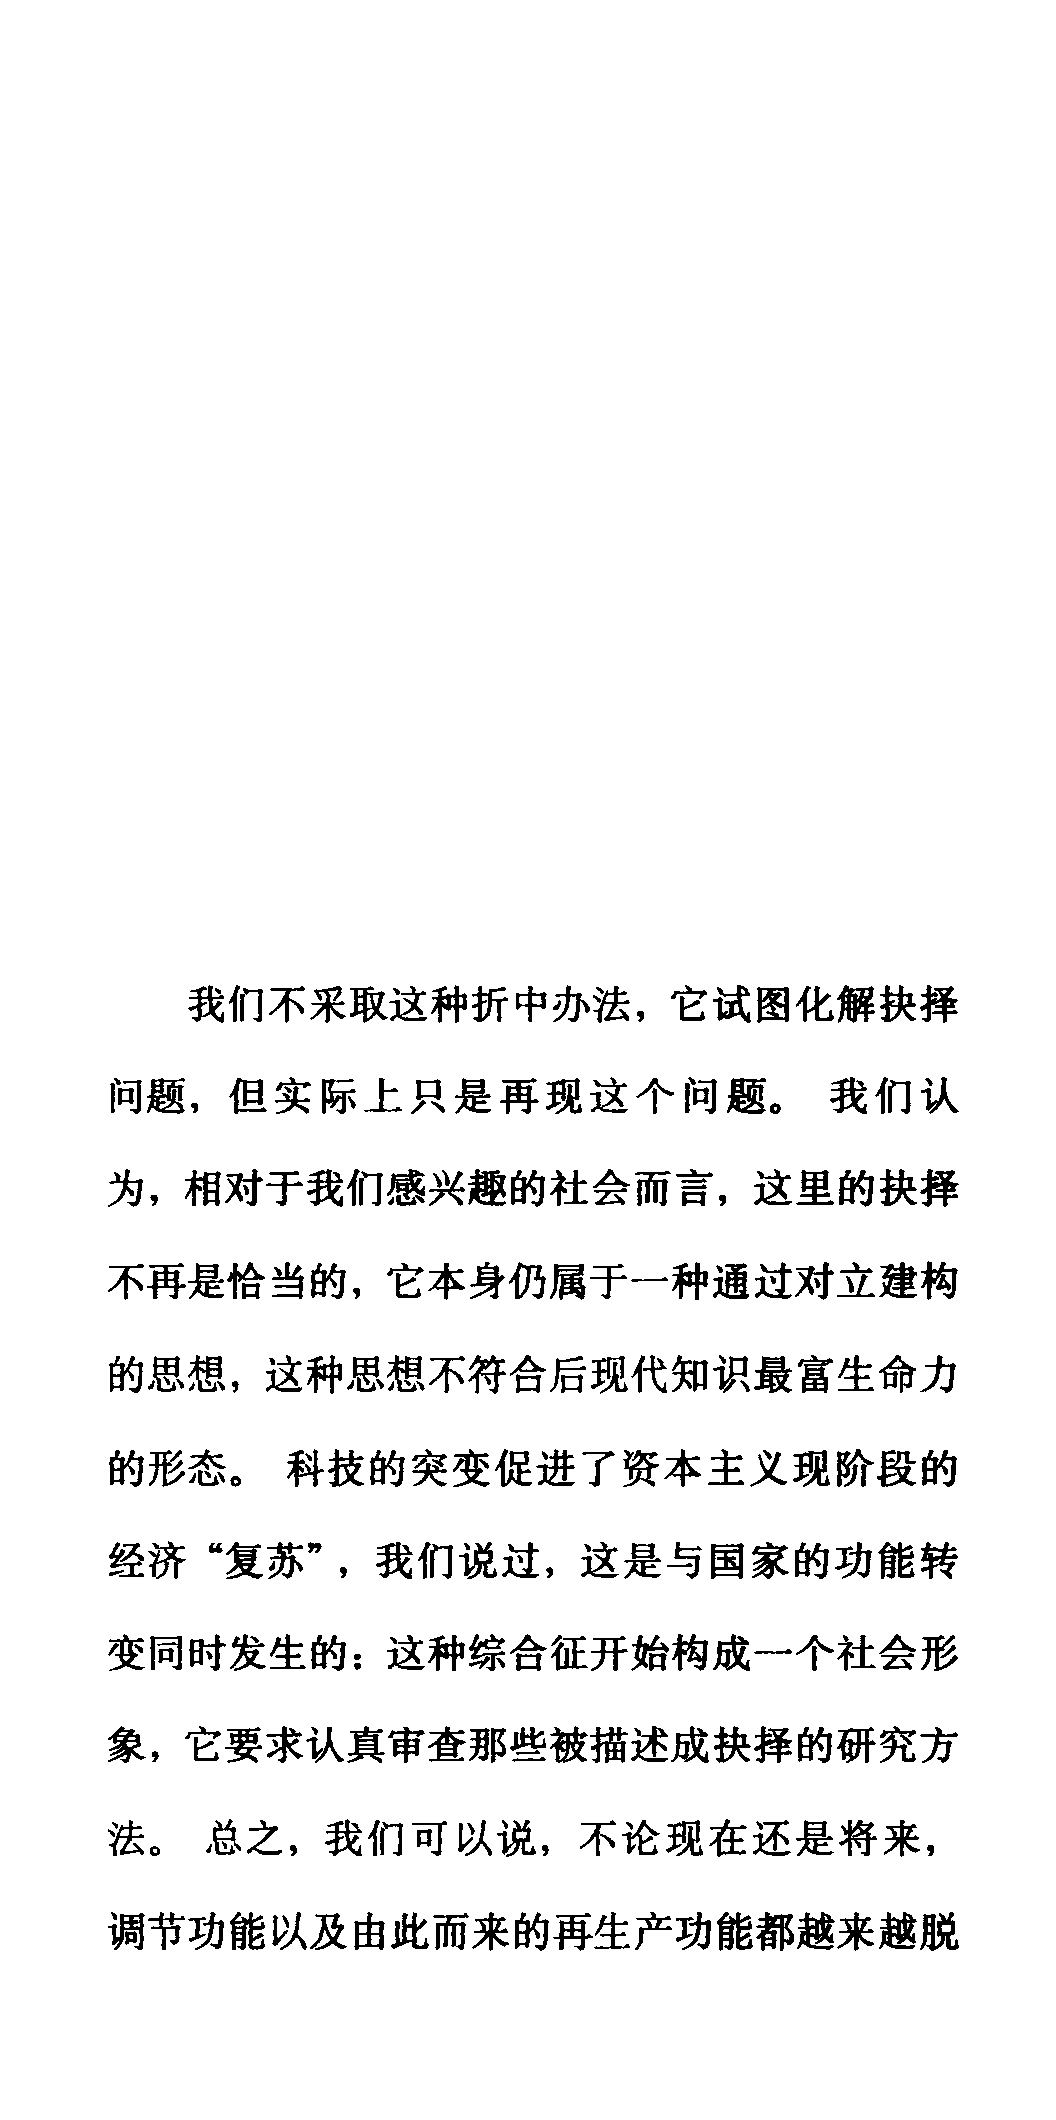 我们不采取这种折中办法，它试图化解抉择
问题，但实际上只是再现这个问题。 我们认
为，相对于我们感兴趣的社会而言，这里的抉择
不再是恰当的，它本身仍属于一种通过对立建构
的思想，这种思想不符合后现代知识最富生命力
的形态。 科技的突变促进了资本主义现阶段的
经济“复苏”，我们说过，这是与国家的功能转
变同时发生的：这种综合征开始构成一个社会形
象，它要求认真审查那些被描述成抉择的研究方
法。 总之，我们可以说，不论现在还是将来，
调节功能以及由此而来的再生产功能都越来越脱